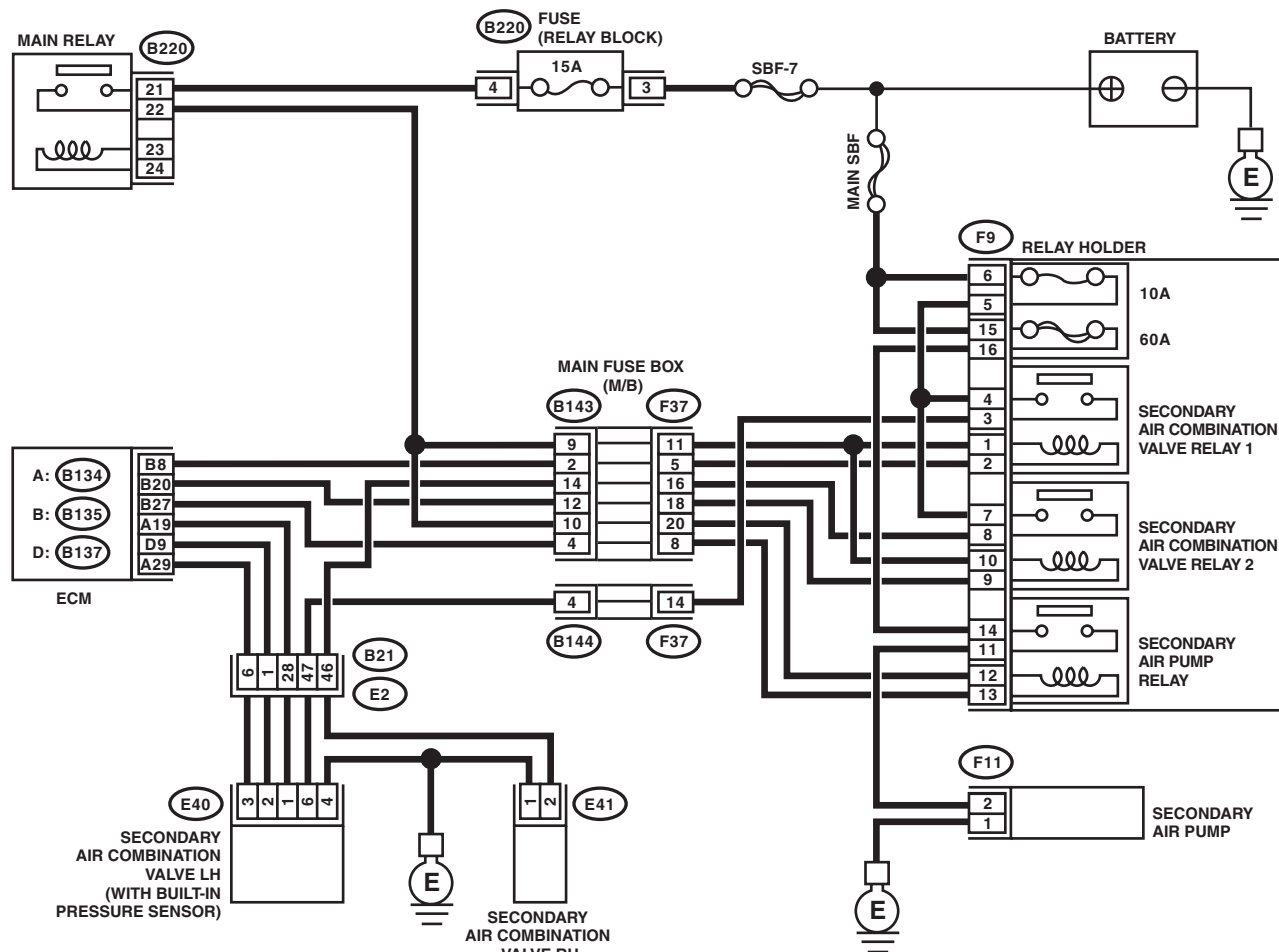 MAIN RELAY
B220
21
22
23
24
B220
FUSE
(RELAY BLOCK)
15A
4
3
SBF-7
BATTERY
E
MAIN SBF
F9
RELAY HOLDER
6
5
15
16
4
3
1
2
7
8
10
9
14
11
12
13
10A
60A
SECONDARY
AIR COMBINATION
VALVE RELAY 1
SECONDARY
AIR COMBINATION
VALVE RELAY 2
SECONDARY
AIR PUMP
RELAY
MAIN FUSE BOX
(M/B)
B143
F37
9
11
2
5
14
16
12
18
10
20
4
8
4
14
B144
F37
A: B134
B: B135
D: B137
B8
B20
B27
A19
D9
A29
ECM
6
1
28
47
46
B21
E2
E40
3
2
1
6
4
SECONDARY
AIR COMBINATION
VALVE LH
(WITH BUILT-IN
PRESSURE SENSOR)
E
1
2
E41
SECONDARY
AIR COMBINATION
VALVE RH
F11
2
1
SECONDARY
AIR PUMP
E